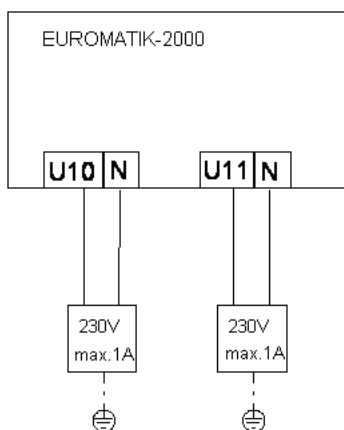 EUROMATIK-2000
U10 N U11 N
230V 230V
max.1A max.1A